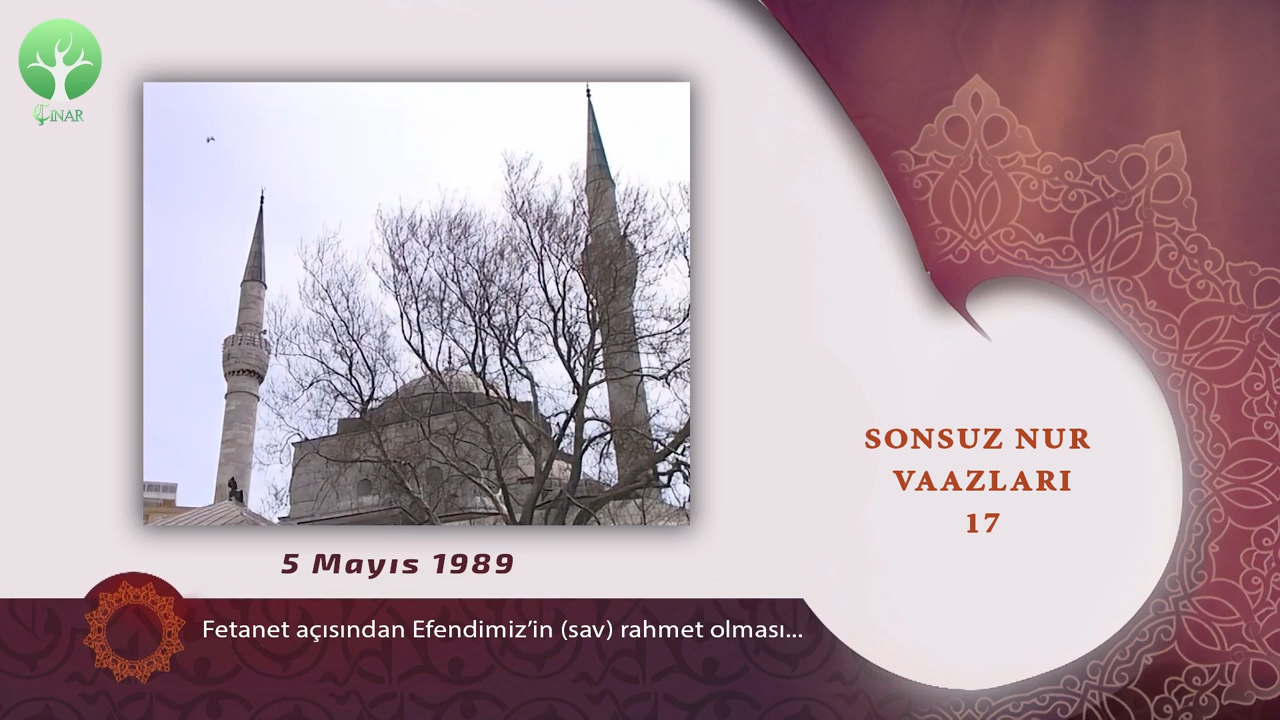 ÇINAR
SONSUZ NUR
VAAZLARI
17
5 Mayıs 1989
Fetanet açısından Efendimiz’in (sav) rahmet olması...